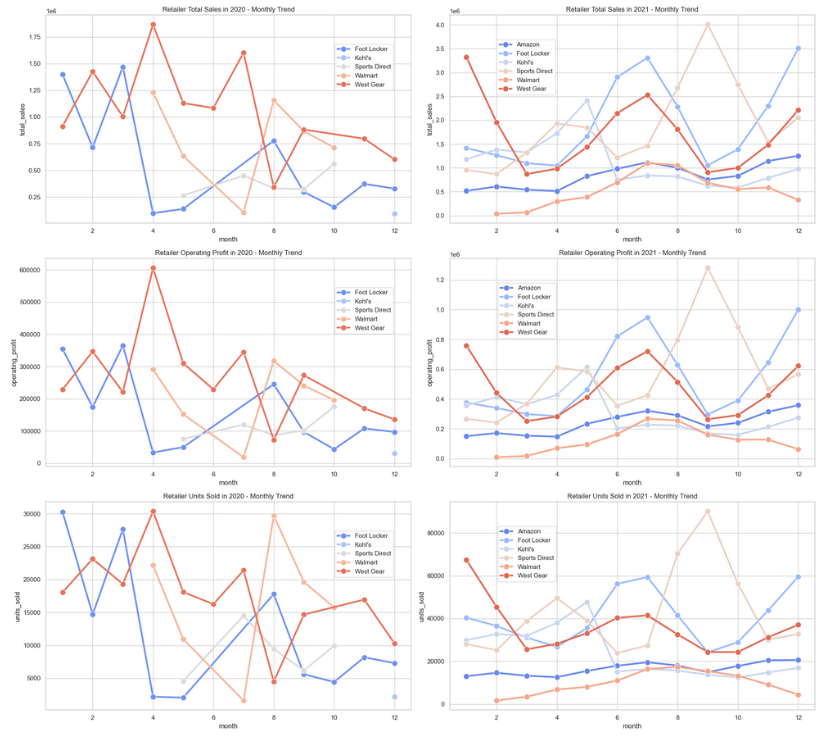 Retailer Total Sales in 2020 - Monthly Trend
1e6
1.75
1.50
1.25
1.00
0.75
0.50
0.25
total_sales
Foot Locker
Kohl's
Sports Direct
Walmart
West Gear
2
4
6
8
10
12
month
Retailer Total Sales in 2021 - Monthly Trend
1e6
4.0
3.5
3.0
2.5
2.0
1.5
1.0
0.5
0.0
total_sales
Amazon
Foot Locker
Kohl's
Sports Direct
Walmart
West Gear
2
4
6
8
10
12
month
Retailer Operating Profit in 2020 - Monthly Trend
600000
500000
400000
300000
200000
100000
0
operating_profit
Foot Locker
Kohl's
Sports Direct
Walmart
West Gear
2
4
6
8
10
12
month
Retailer Operating Profit in 2021 - Monthly Trend
1e6
1.2
1.0
0.8
0.6
0.4
0.2
0.0
operating_profit
Amazon
Foot Locker
Kohl's
Sports Direct
Walmart
West Gear
2
4
6
8
10
12
month
Retailer Units Sold in 2020 - Monthly Trend
30000
25000
20000
15000
10000
5000
units_sold
Foot Locker
Kohl's
Sports Direct
Walmart
West Gear
2
4
6
8
10
12
month
Retailer Units Sold in 2021 - Monthly Trend
80000
60000
40000
20000
0
units_sold
Amazon
Foot Locker
Kohl's
Sports Direct
Walmart
West Gear
2
4
6
8
10
12
month